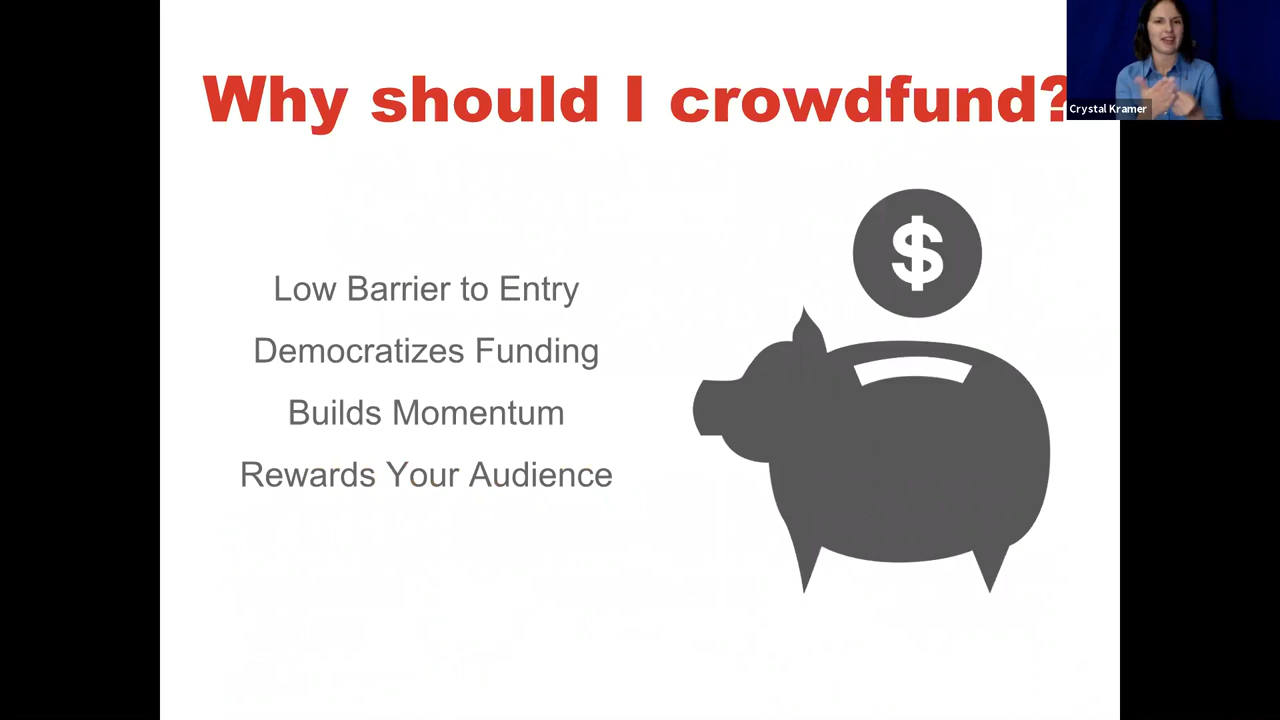 Why should I crowdfund?
Crystal Kramer
$
Low Barrier to Entry
Democratizes Funding
Builds Momentum
Rewards Your Audience